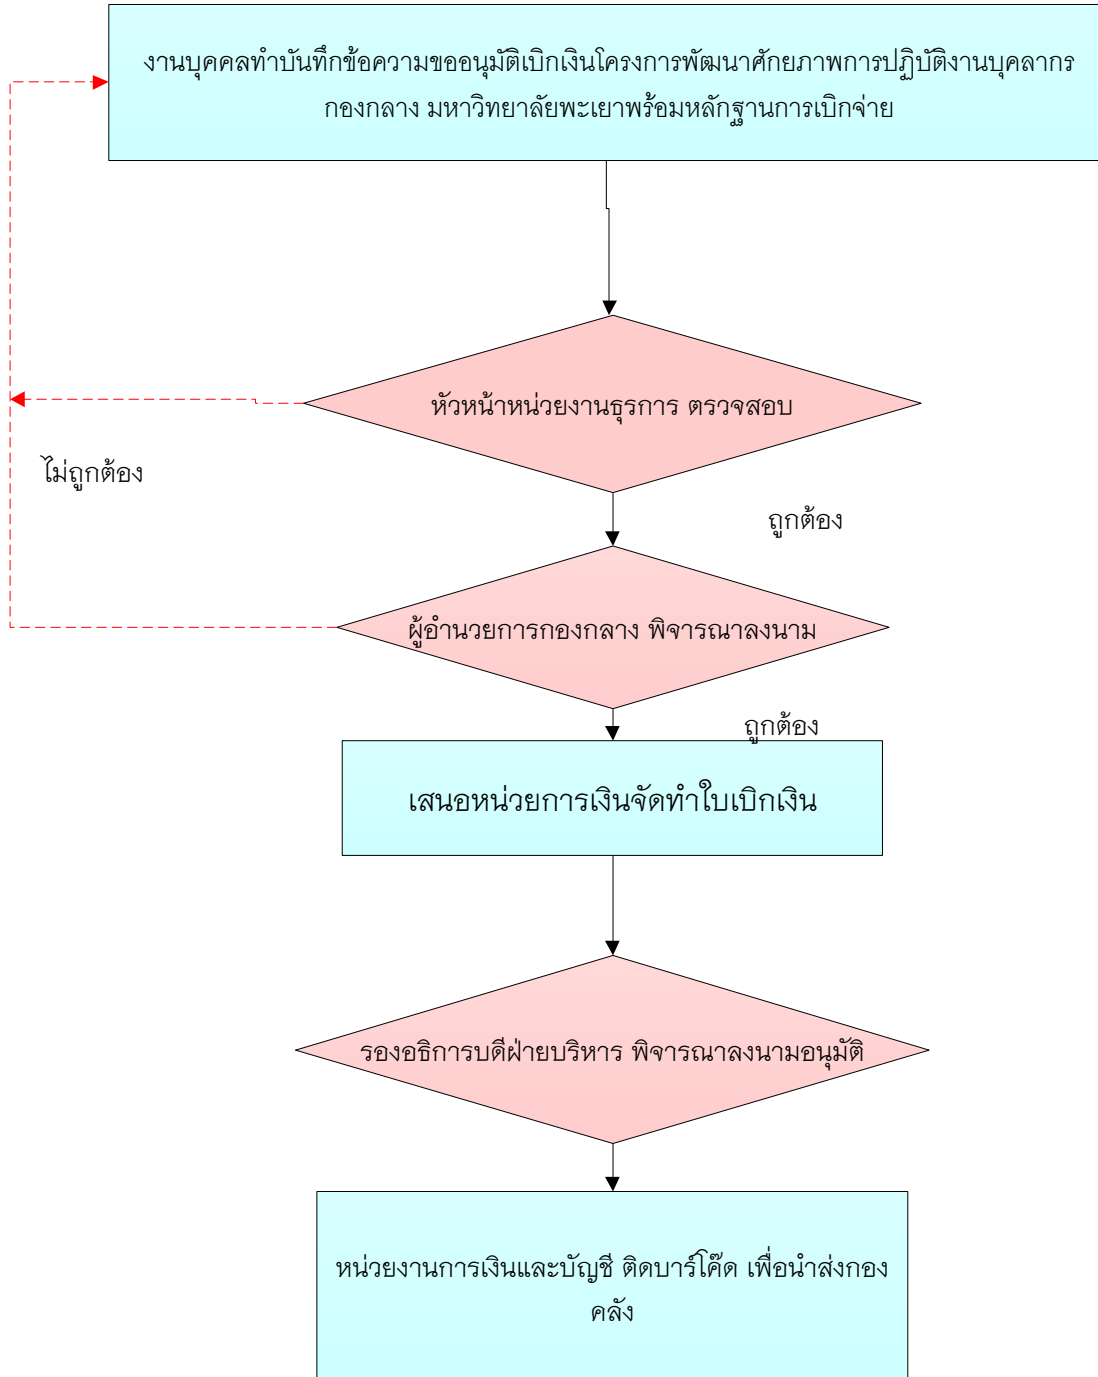 งานบุคคลทำบันทึกข้อความขออนุมัติเบิกเงินโครงการพัฒนาศักยภาพการปฏิบัติงานบุคลากร
กองกลาง มหาวิทยาลัยพะเยาพร้อมหลักฐานการเบิกจ่าย
หัวหน้าหน่วยงานธุรการ ตรวจสอบ
ไม่ถูกต้อง
ถูกต้อง
ผู้อำนวยการกองกลาง พิจารณาลงนาม
ถูกต้อง
เสนอหน่วยการเงินจัดทำใบเบิกเงิน
รองอธิการบดีฝ่ายบริหาร พิจารณาลงนามอนุมัติ
หน่วยงานการเงินและบัญชี ติดบาร์โค๊ด เพื่อนำส่งกอง
คลัง